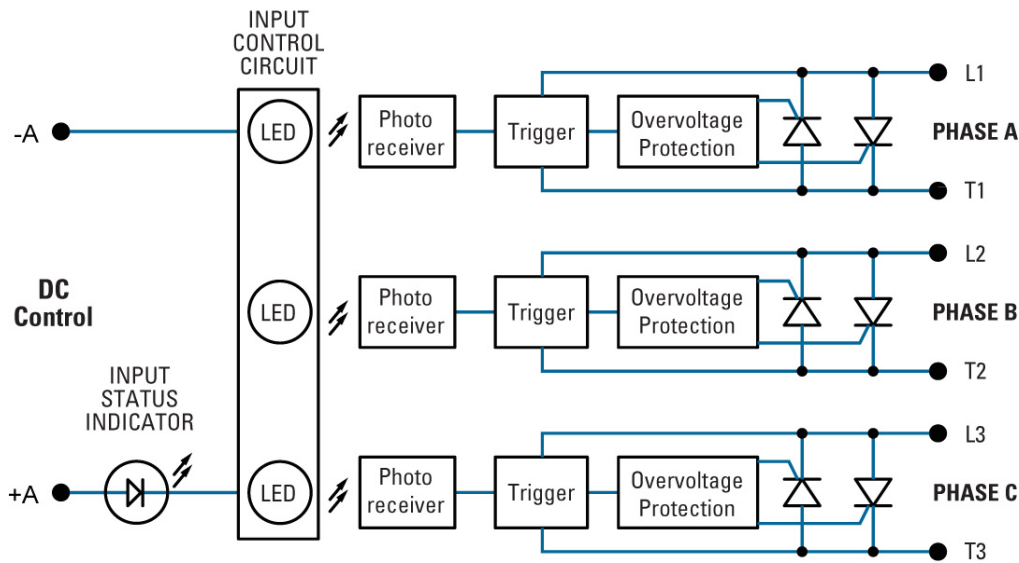 INPUT
CONTROL
CIRCUIT
L1
-A
LED
Photo
receiver
Trigger
Overvoltage
Protection
PHASE A
T1
L2
DC
Control
LED
Photo
receiver
Trigger
Overvoltage
Protection
PHASE B
T2
INPUT
STATUS
INDICATOR
L3
+A
LED
Photo
receiver
Trigger
Overvoltage
Protection
PHASE C
T3